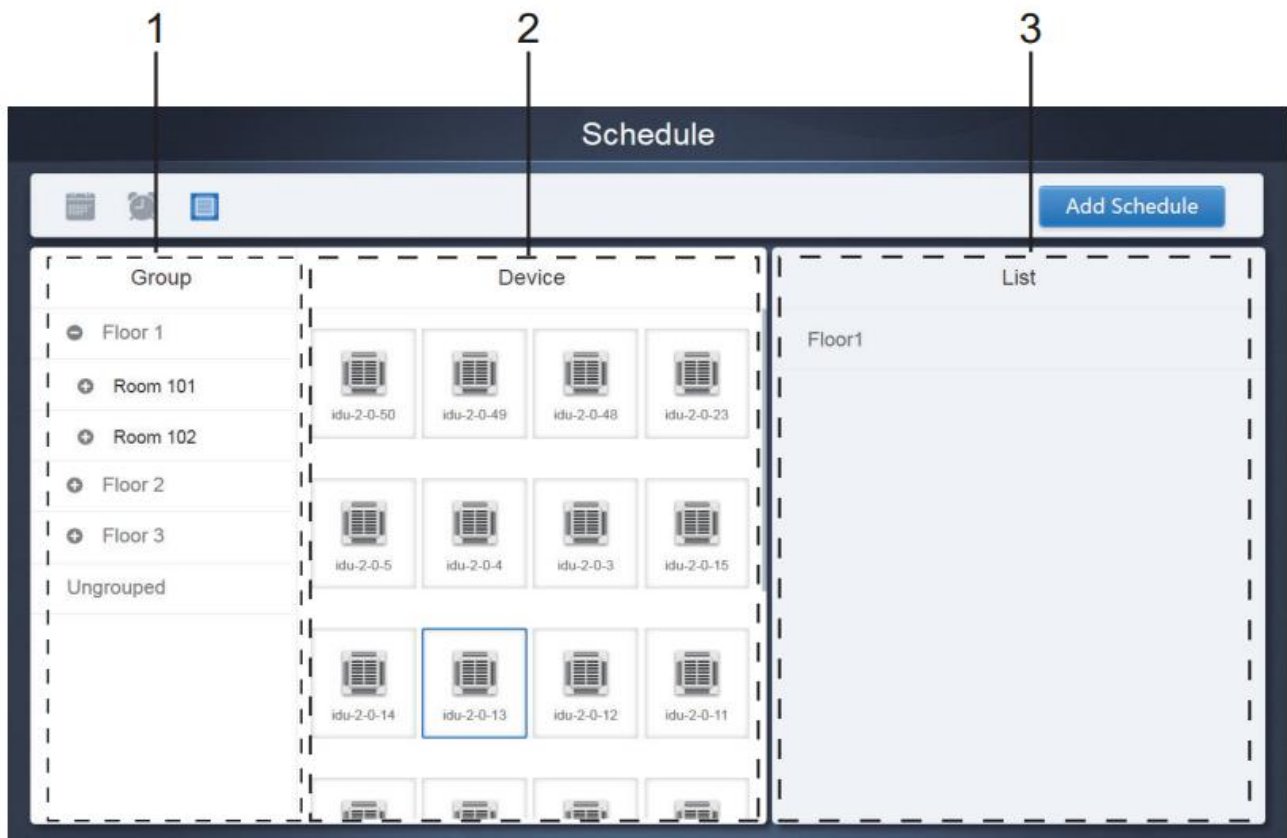 1 2 3
Schedule
Add Schedule
Group Device List
Floor 1
Room 101
Room 102
Floor 2
Floor 3
Ungrouped
idu-2-0-50 idu-2-0-49 idu-2-0-48 idu-2-0-23
idu-2-0-5 idu-2-0-4 idu-2-0-3 idu-2-0-15
idu-2-0-14 idu-2-0-13 idu-2-0-12 idu-2-0-11
Floor1